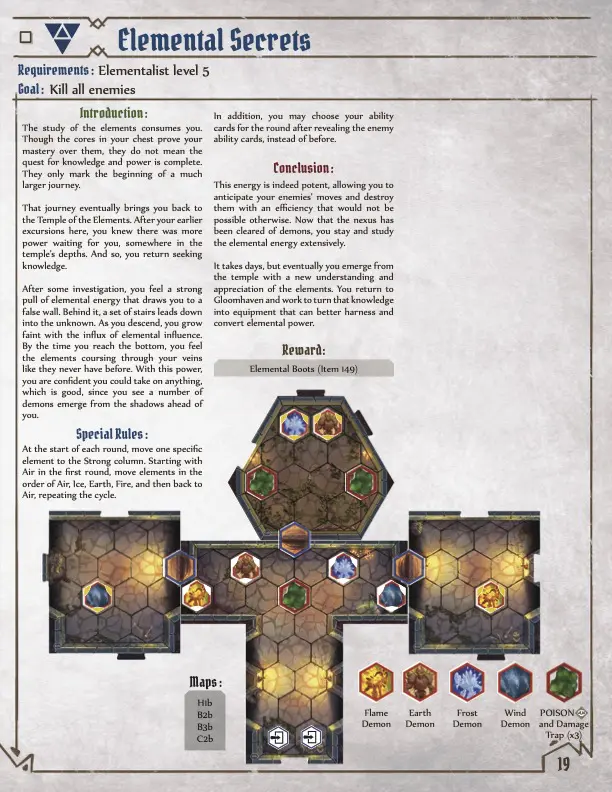 Elemental Secrets
Requirements: Elementalist level 5
Goal: Kill all enemies
Introduction:
The study of the elements consumes you.
Though the cores in your chest prove your
mastery over them, they do not mean the
quest for knowledge and power is complete.
They only mark the beginning of a much
larger journey.
That journey eventually brings you back to
the Temple of the Elements. After your earlier
excursions here, you knew there was more
power waiting for you, somewhere in the
temple's depths. And so, you return seeking
knowledge.
After some investigation, you feel a strong
pull of elemental energy that draws you to a
false wall. Behind it, a set of stairs leads down
into the unknown. As you descend, you grow
faint with the influx of elemental influence.
By the time you reach the bottom, you feel
the elements coursing through your veins
like they never have before. With this power,
you are confident you could take on anything,
which is good, since you see a number of
demons emerge from the shadows ahead of
you.
Special Rules:
At the start of each round, move one specific
element to the Strong column. Starting with
Air in the first round, move elements in the
order of Air, Ice, Earth, Fire, and then back to
Air, repeating the cycle.
In addition, you may choose your ability
cards for the round after revealing the enemy
ability cards, instead of before.
Conclusion:
This energy is indeed potent, allowing you to
anticipate your enemies' moves and destroy
them with an efficiency that would not be
possible otherwise. Now that the nexus has
been cleared of demons, you stay and study
the elemental energy extensively.
It takes days, but eventually you emerge from
the temple with a new understanding and
appreciation of the elements. You return to
Gloomhaven and work to turn that knowledge
into equipment that can better harness and
convert elemental power.
Reward:
Elemental Boots (Item 149)
Maps:
H1b
B2b
B3b
C2b
Flame
Demon
Earth
Demon
Frost
Demon
Wind
Demon
POISON
and Damage
Trap (x3)
19